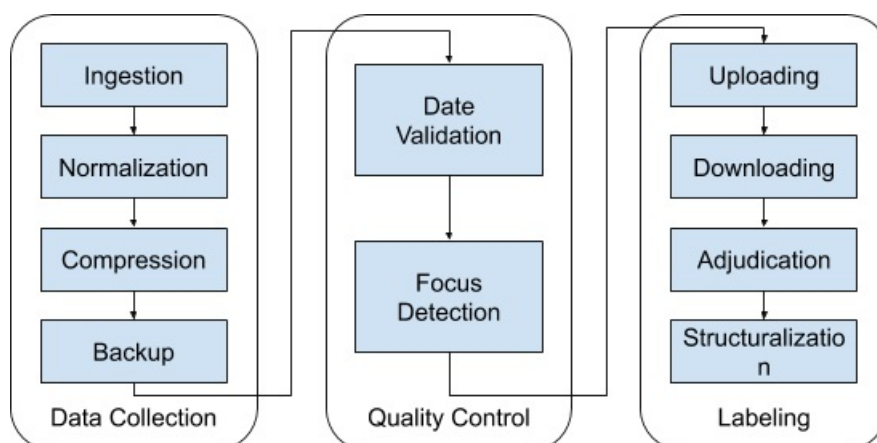 Ingestion
Normalization
Compression
Backup
Data Collection
Date
Validation
Focus
Detection
Quality Control
Uploading
Downloading
Adjudication
Structuralizatio
n
Labeling